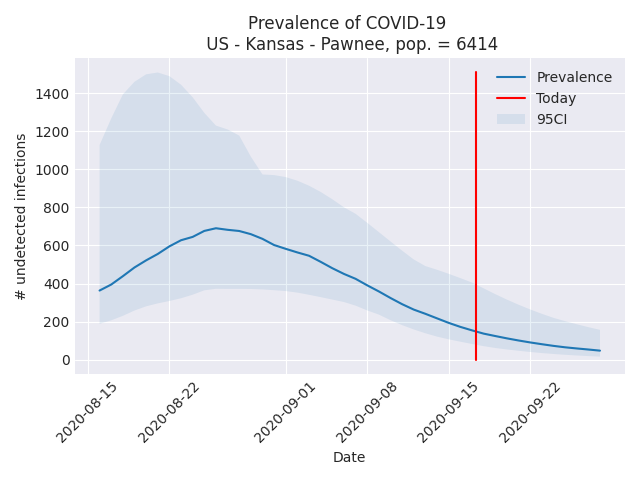 Prevalence of COVID-19
US - Kansas - Pawnee, pop. = 6414
Prevalence
Today
95CI
# undetected infections
1400
1200
1000
800
600
400
200
0
2020-08-15
2020-08-22
2020-09-01
2020-09-08
2020-09-15
2020-09-22
Date